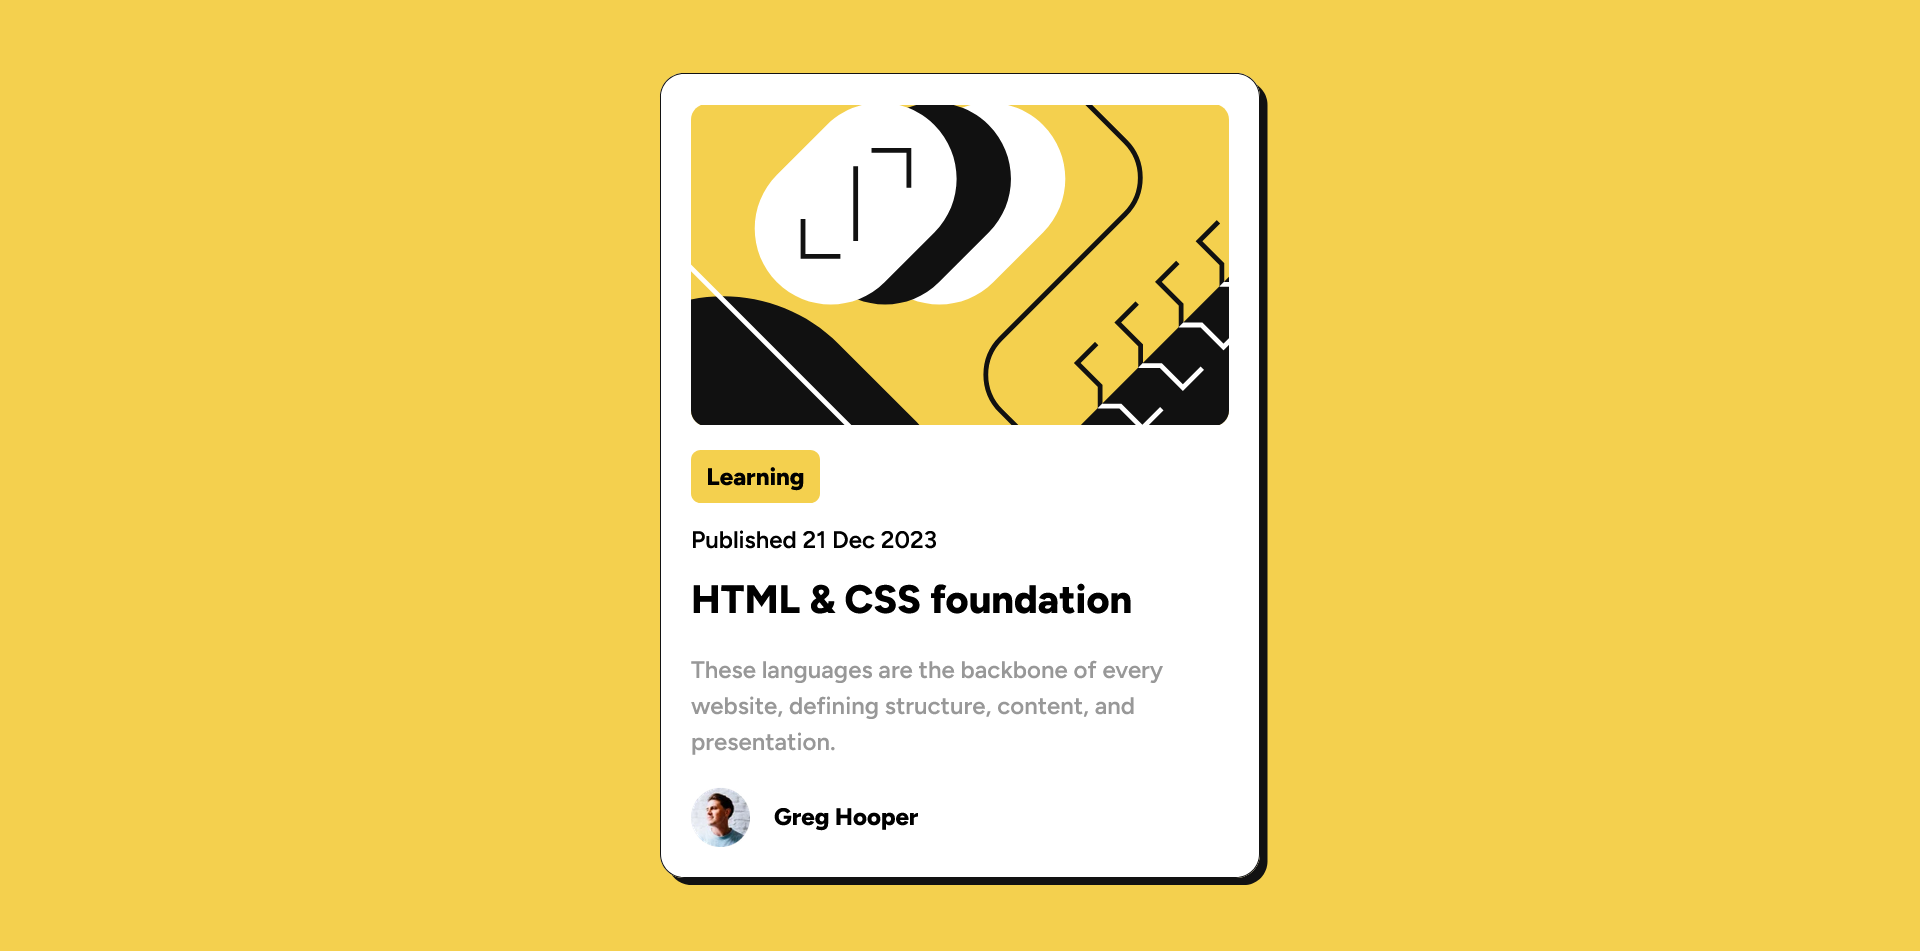 Learning
Published 21 Dec 2023
HTML & CSS foundation
These languages are the backbone of every
website, defining structure, content, and
presentation.
Greg Hooper